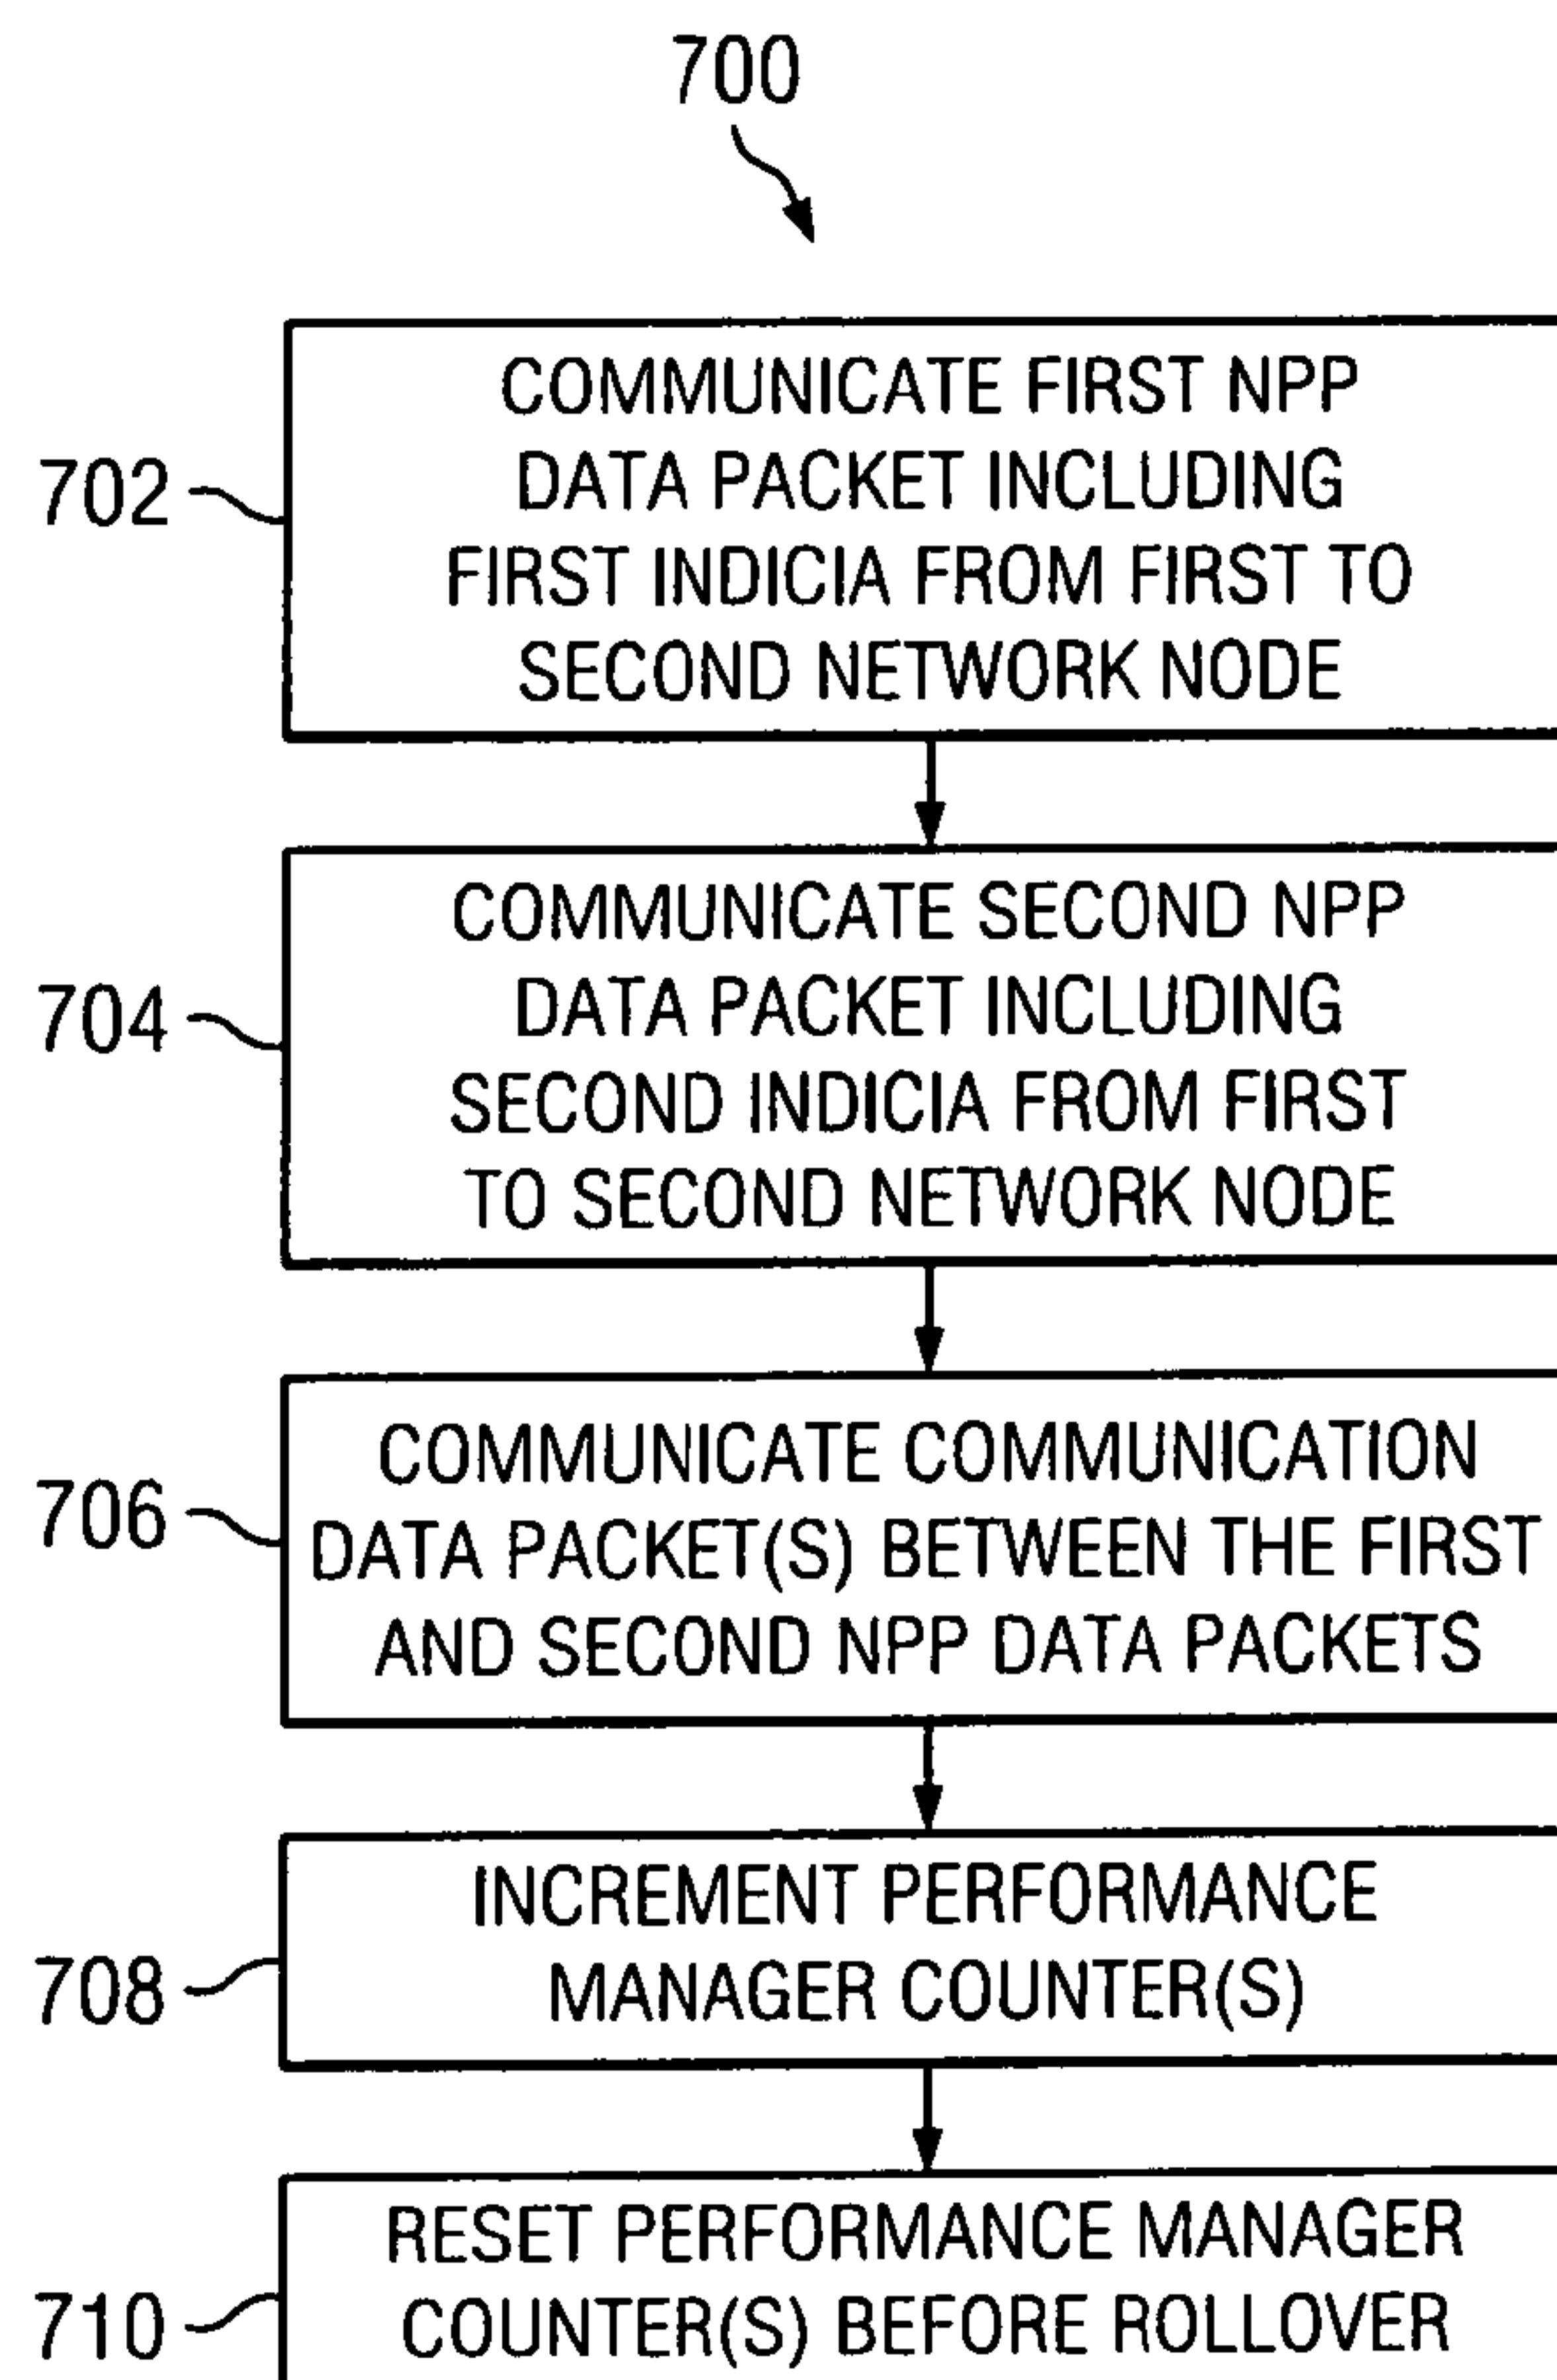 700
702
COMMUNICATE FIRST NPP
DATA PACKET INCLUDING
FIRST INDICIA FROM FIRST TO
SECOND NETWORK NODE
704
COMMUNICATE SECOND NPP
DATA PACKET INCLUDING
SECOND INDICIA FROM FIRST
TO SECOND NETWORK NODE
706
COMMUNICATE COMMUNICATION
DATA PACKET(S) BETWEEN THE FIRST
AND SECOND NPP DATA PACKETS
708
INCREMENT PERFORMANCE
MANAGER COUNTER(S)
710
RESET PERFORMANCE MANAGER
COUNTER(S) BEFORE ROLLOVER